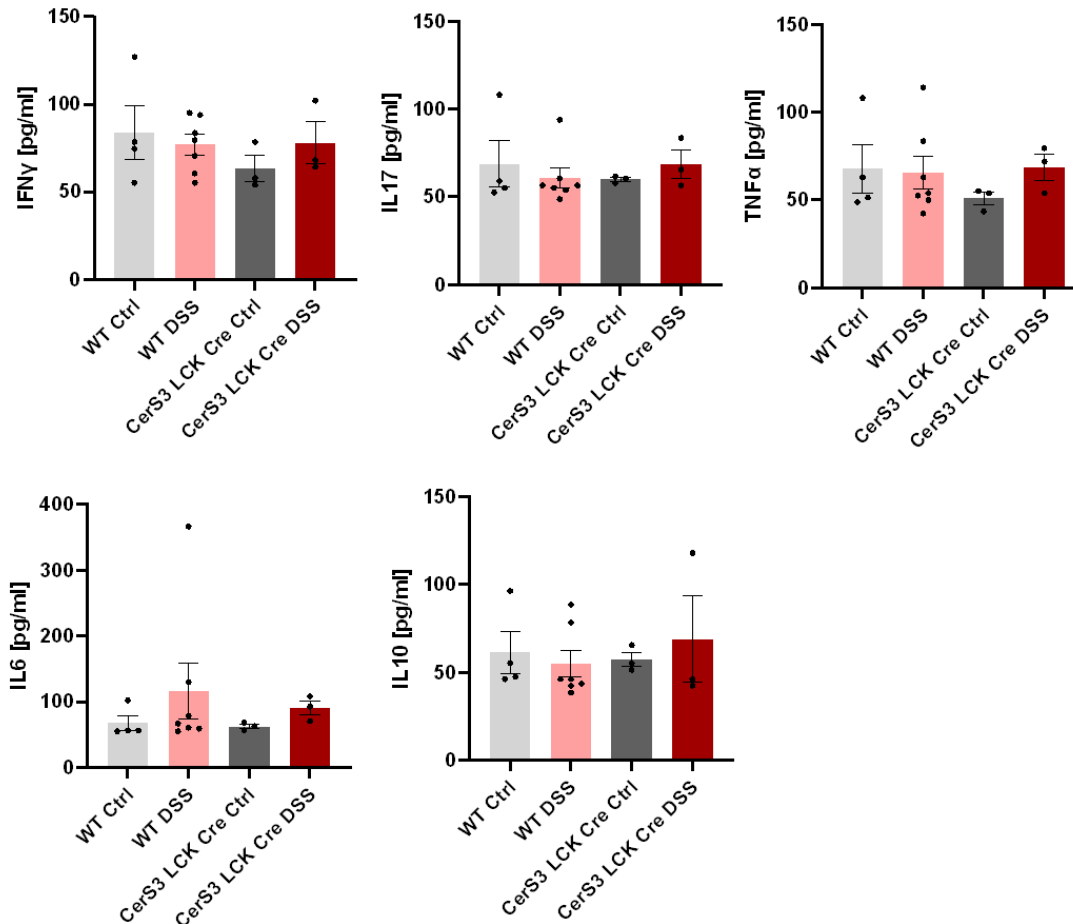 IFNγ [pg/ml]
150
100
50
0
WT Ctrl
WT DSS
CerS3 LCK Cre Ctrl
CerS3 LCK Cre DSS
IL17 [pg/ml]
150
100
50
0
WT Ctrl
WT DSS
CerS3 LCK Cre Ctrl
CerS3 LCK Cre DSS
TNFα [pg/ml]
150
100
50
0
WT Ctrl
WT DSS
CerS3 LCK Cre Ctrl
CerS3 LCK Cre DSS
IL6 [pg/ml]
400
300
200
100
0
WT Ctrl
WT DSS
CerS3 LCK Cre Ctrl
CerS3 LCK Cre DSS
IL10 [pg/ml]
150
100
50
0
WT Ctrl
WT DSS
CerS3 LCK Cre Ctrl
CerS3 LCK Cre DSS